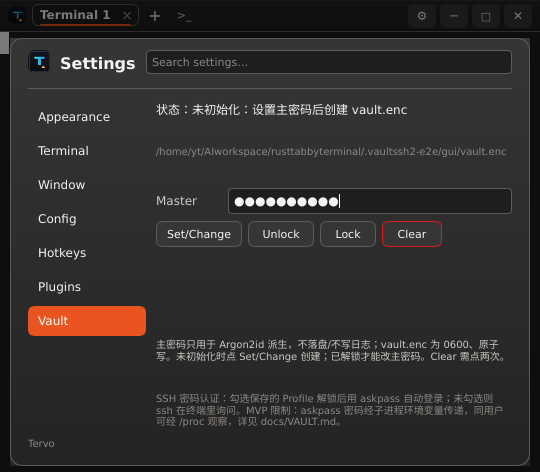 Terminal 1
>_
Settings
Search settings...
Appearance
Terminal
Window
Config
Hotkeys
Plugins
Vault
Tervo
状态：未初始化：设置主密码后创建 vault.enc
/home/yt/AIworkspace/rusttabbyterminal/.vaultssh2-e2e/gui/vault.enc
Master ●●●●●●●●●●
Set/Change Unlock Lock Clear
主密码只用于 Argon2id 派生，不落盘/不写日志；vault.enc 为 0600、原子
写。未初始化时点 Set/Change 创建；已解锁才能改主密码。Clear 需点两次。
SSH 密码认证：勾选保存的 Profile 解锁后用 askpass 自动登录；未勾选则
ssh 在终端里询问。MVP 限制：askpass 密码经子进程环境变量传递，同用户
可经 /proc 观察，详见 docs/VAULT.md。